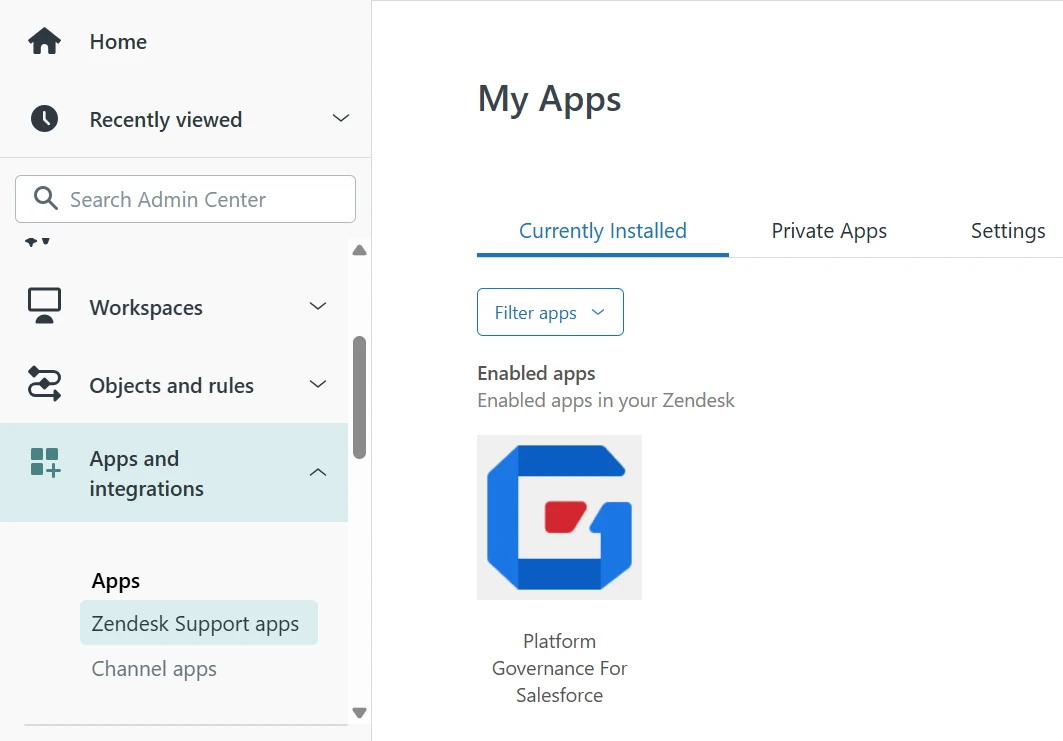 Home
Recently viewed
Search Admin Center
Workspaces
Objects and rules
Apps and
integrations
Apps
Zendesk Support apps
Channel apps
My Apps
Currently Installed
Private Apps
Settings
Filter apps
Enabled apps
Enabled apps in your Zendesk
Platform
Governance For
Salesforce